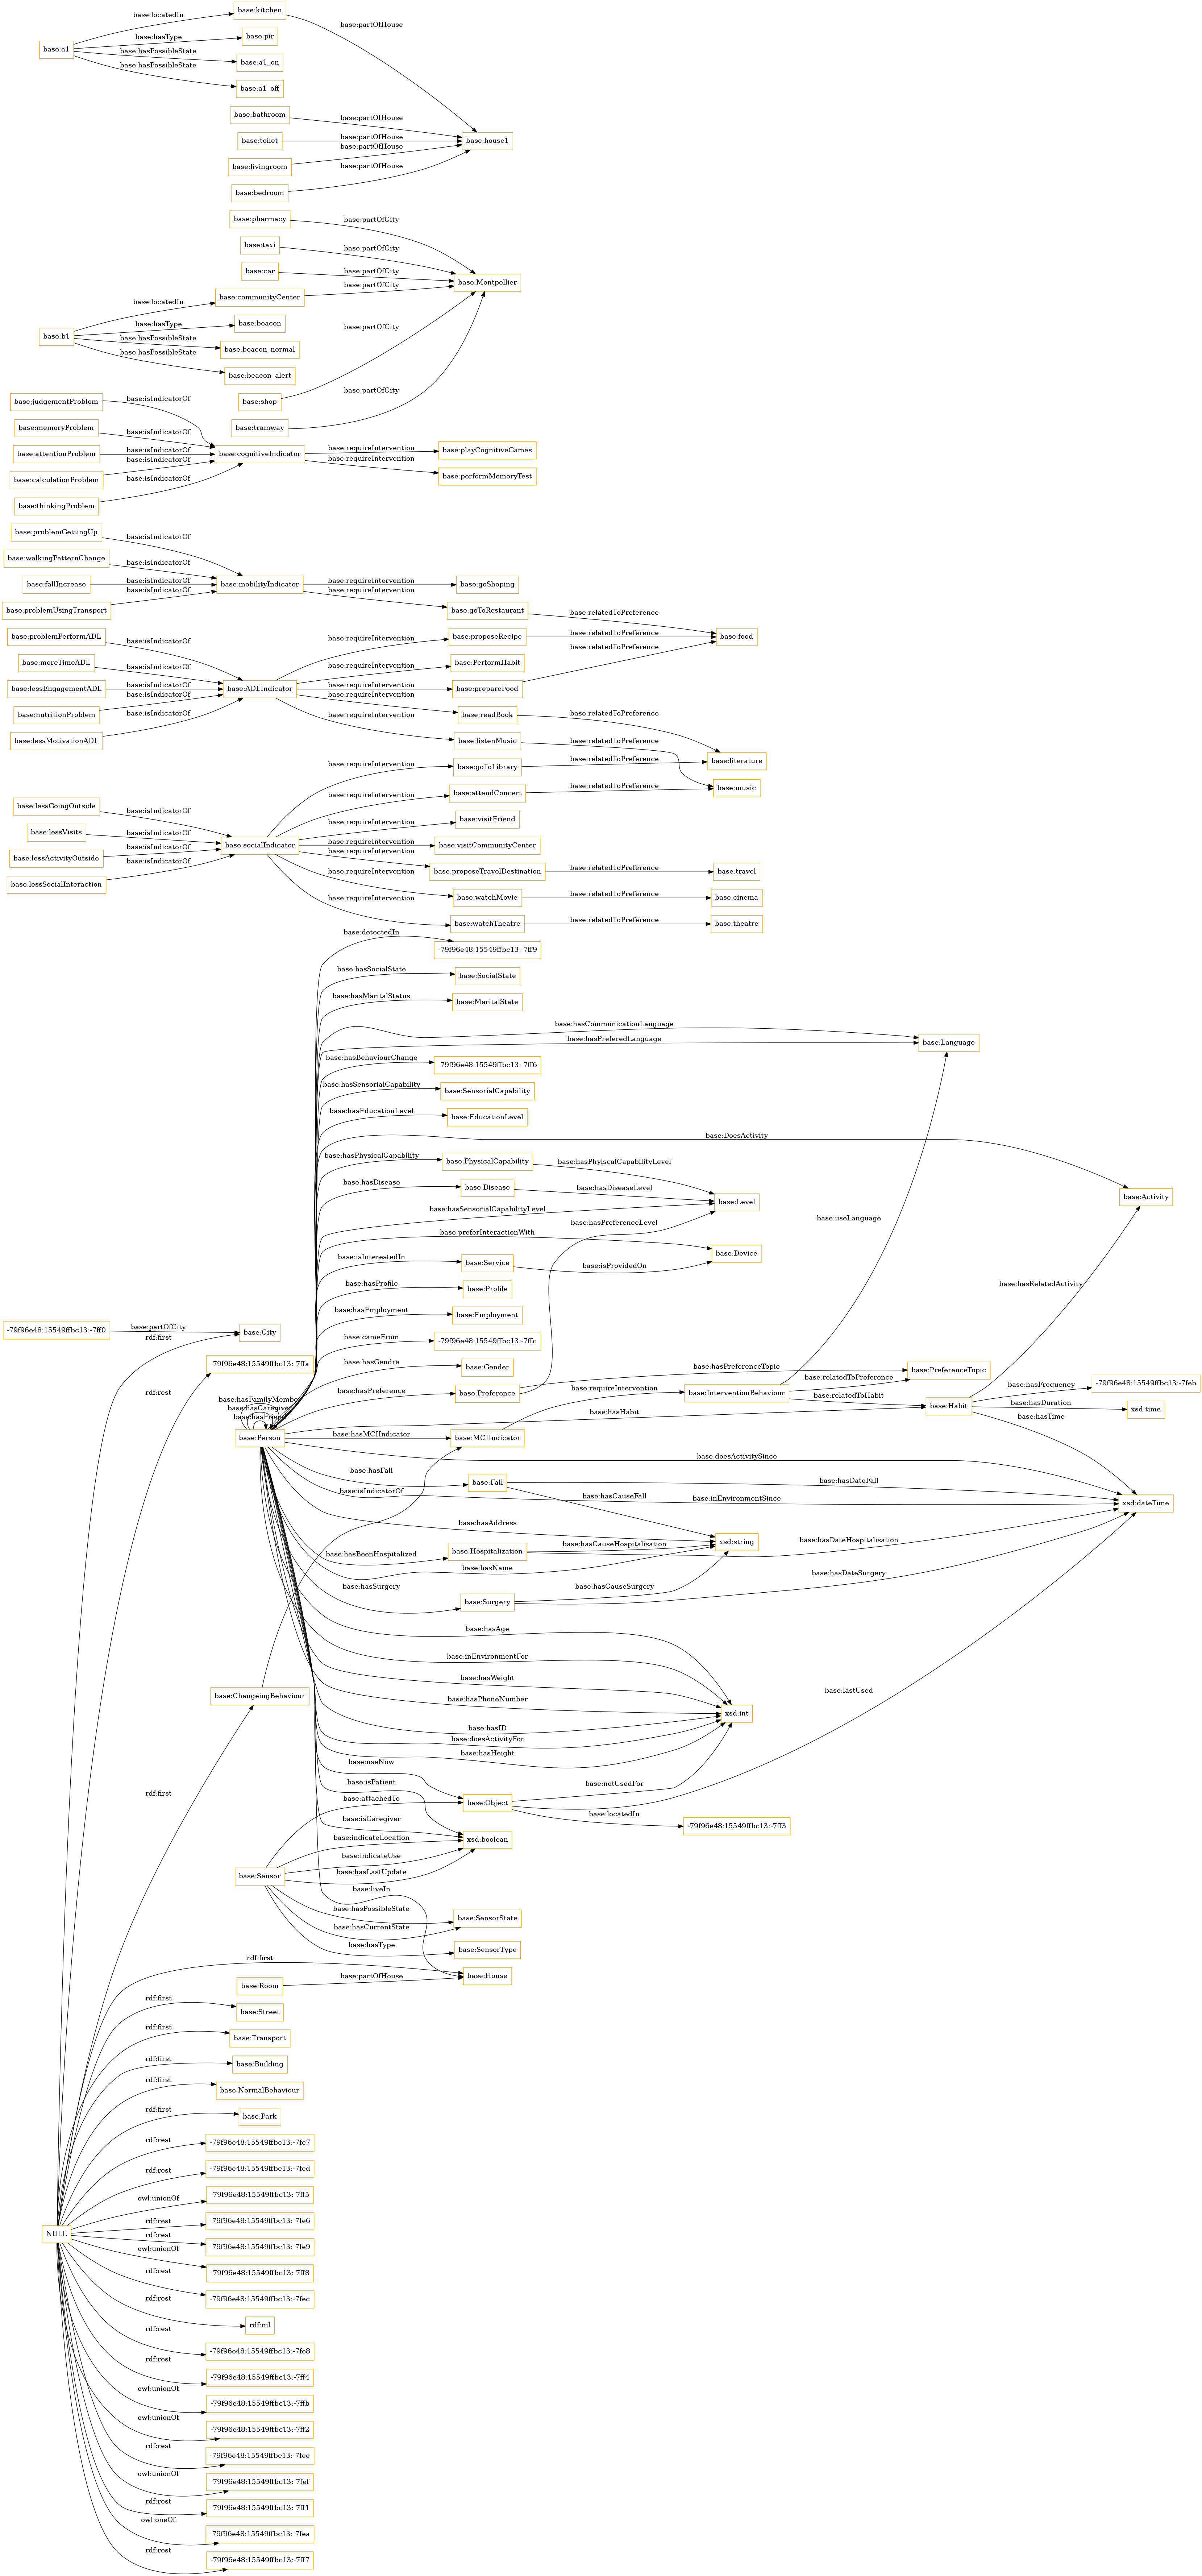 base:locatedIn
base:kitchen
base:partOfHouse
base:hasType
base:pir
base:a1
base:hasPossibleState
base:a1_on
base:hasPossibleState
base:a1_off
base:bathroom
base:partOfHouse
base:toilet
base:partOfHouse
base:house1
base:livingroom
base:partOfHouse
base:bedroom
base:partOfHouse
base:pharmacy
base:partOfCity
base:taxi
base:partOfCity
base:car
base:partOfCity
base:Montpellier
base:locatedIn
base:communityCenter
base:partOfCity
base:b1
base:hasType
base:beacon
base:hasPossibleState
base:beacon_normal
base:partOfCity
base:hasPossibleState
base:beacon_alert
base:shop
base:partOfCity
base:tramway
base:judgementProblem
base:isIndicatorOf
base:memoryProblem
base:isIndicatorOf
base:attentionProblem
base:isIndicatorOf
base:cognitiveIndicator
base:requireIntervention
base:playCognitiveGames
base:calculationProblem
base:isIndicatorOf
base:requireIntervention
base:performMemoryTest
base:thinkingProblem
base:isIndicatorOf
base:problemGettingUp
base:isIndicatorOf
base:walkingPatternChange
base:isIndicatorOf
base:fallIncrease
base:isIndicatorOf
base:mobilityIndicator
base:requireIntervention
base:goShoping
base:problemUsingTransport
base:isIndicatorOf
base:requireIntervention
base:goToRestaurant
base:relatedToPreference
base:problemPerformADL
base:isIndicatorOf
base:requireIntervention
base:proposeRecipe
base:relatedToPreference
base:food
base:moreTimeADL
base:isIndicatorOf
base:requireIntervention
base:PerformHabit
base:relatedToPreference
base:lessEngagementADL
base:isIndicatorOf
base:ADLIndicator
base:requireIntervention
base:prepareFood
base:nutritionProblem
base:isIndicatorOf
base:requireIntervention
base:readBook
base:relatedToPreference
base:lessMotivationADL
base:isIndicatorOf
base:requireIntervention
base:listenMusic
base:relatedToPreference
base:literature
base:requireIntervention
base:goToLibrary
base:relatedToPreference
base:music
base:lessGoingOutside
base:isIndicatorOf
base:requireIntervention
base:attendConcert
base:relatedToPreference
base:lessVisits
base:isIndicatorOf
base:requireIntervention
base:visitFriend
base:lessActivityOutside
base:isIndicatorOf
base:socialIndicator
base:requireIntervention
base:visitCommunityCenter
base:lessSocialInteraction
base:isIndicatorOf
base:requireIntervention
base:proposeTravelDestination
base:relatedToPreference
base:travel
base:requireIntervention
base:watchMovie
base:relatedToPreference
base:cinema
base:requireIntervention
base:watchTheatre
base:relatedToPreference
base:theatre
base:detectedIn
-79f96e48:15549ffbc13:-7ff9
base:hasSocialState
base:SocialState
base:hasMaritalStatus
base:MaritalState
base:hasCommunicationLanguage
base:hasPreferedLanguage
base:Language
base:hasBehaviourChange
-79f96e48:15549ffbc13:-7ff6
base:hasSensorialCapability
base:SensorialCapability
base:hasEducationLevel
base:EducationLevel
base:DoesActivity
base:hasPhysicalCapability
base:PhysicalCapability
base:hasPhyiscalCapabilityLevel
base:hasDisease
base:Disease
base:hasDiseaseLevel
base:Level
base:Activity
base:hasSensorialCapabilityLevel
base:hasPreferenceLevel
base:useLanguage
base:preferInteractionWith
base:Device
base:isInterestedIn
base:Service
base:isProvidedOn
base:hasProfile
base:Profile
base:hasRelatedActivity
base:hasEmployment
base:Employment
-79f96e48:15549ffbc13:-7ff0
base:partOfCity
base:City
rdf:first
base:cameFrom
-79f96e48:15549ffbc13:-7ffc
rdf:rest
-79f96e48:15549ffbc13:-7ffa
base:hasGendre
base:Gender
base:hasPreferenceTopic
base:PreferenceTopic
base:hasFamilyMember
base:hasPreference
base:Preference
base:requireIntervention
base:InterventionBehaviour
base:relatedToPreference
base:hasFrequency
-79f96e48:15549ffbc13:-7feb
base:hasCaregiver
base:hasFriend
base:hasHabit
base:relatedToHabit
base:Habit
base:hasDuration
xsd:time
base:hasTime
base:Person
base:hasMCIIndicator
base:MCIIndicator
base:doesActivitySince
base:hasFall
base:Fall
base:hasDateFall
base:isIndicatorOf
base:hasCauseFall
base:inEnvironmentSince
xsd:dateTime
base:hasAddress
xsd:string
base:hasBeenHospitalized
base:Hospitalization
base:hasCauseHospitalisation
base:hasDateHospitalisation
base:hasName
base:hasSurgery
base:Surgery
base:hasCauseSurgery
base:hasDateSurgery
base:hasAge
base:inEnvironmentFor
base:hasWeight
base:ChangeingBehaviour
base:hasPhoneNumber
xsd:int
base:lastUsed
base:hasID
base:doesActivityFor
base:hasHeight
base:useNow
rdf:first
base:isPatient
base:notUsedFor
base:attachedTo
base:Object
base:locatedIn
-79f96e48:15549ffbc13:-7ff3
base:isCaregiver
base:indicateLocation
xsd:boolean
base:indicateUse
base:Sensor
base:hasLastUpdate
base:liveIn
base:hasPossibleState
base:SensorState
base:hasCurrentState
base:hasType
base:SensorType
rdf:first
base:Room
base:partOfHouse
base:House
rdf:first
base:Street
rdf:first
base:Transport
rdf:first
base:Building
rdf:first
base:NormalBehaviour
rdf:first
base:Park
rdf:rest
-79f96e48:15549ffbc13:-7fe7
rdf:rest
-79f96e48:15549ffbc13:-7fed
owl:unionOf
-79f96e48:15549ffbc13:-7ff5
NULL
rdf:rest
-79f96e48:15549ffbc13:-7fe6
rdf:rest
-79f96e48:15549ffbc13:-7fe9
owl:unionOf
-79f96e48:15549ffbc13:-7ff8
rdf:rest
-79f96e48:15549ffbc13:-7fec
rdf:rest
rdf:nil
rdf:rest
-79f96e48:15549ffbc13:-7fe8
rdf:rest
-79f96e48:15549ffbc13:-7ff4
owl:unionOf
-79f96e48:15549ffbc13:-7ffb
owl:unionOf
-79f96e48:15549ffbc13:-7ff2
rdf:rest
-79f96e48:15549ffbc13:-7fee
owl:unionOf
-79f96e48:15549ffbc13:-7fef
rdf:rest
-79f96e48:15549ffbc13:-7ff1
owl:oneOf
-79f96e48:15549ffbc13:-7fea
rdf:rest
-79f96e48:15549ffbc13:-7ff7